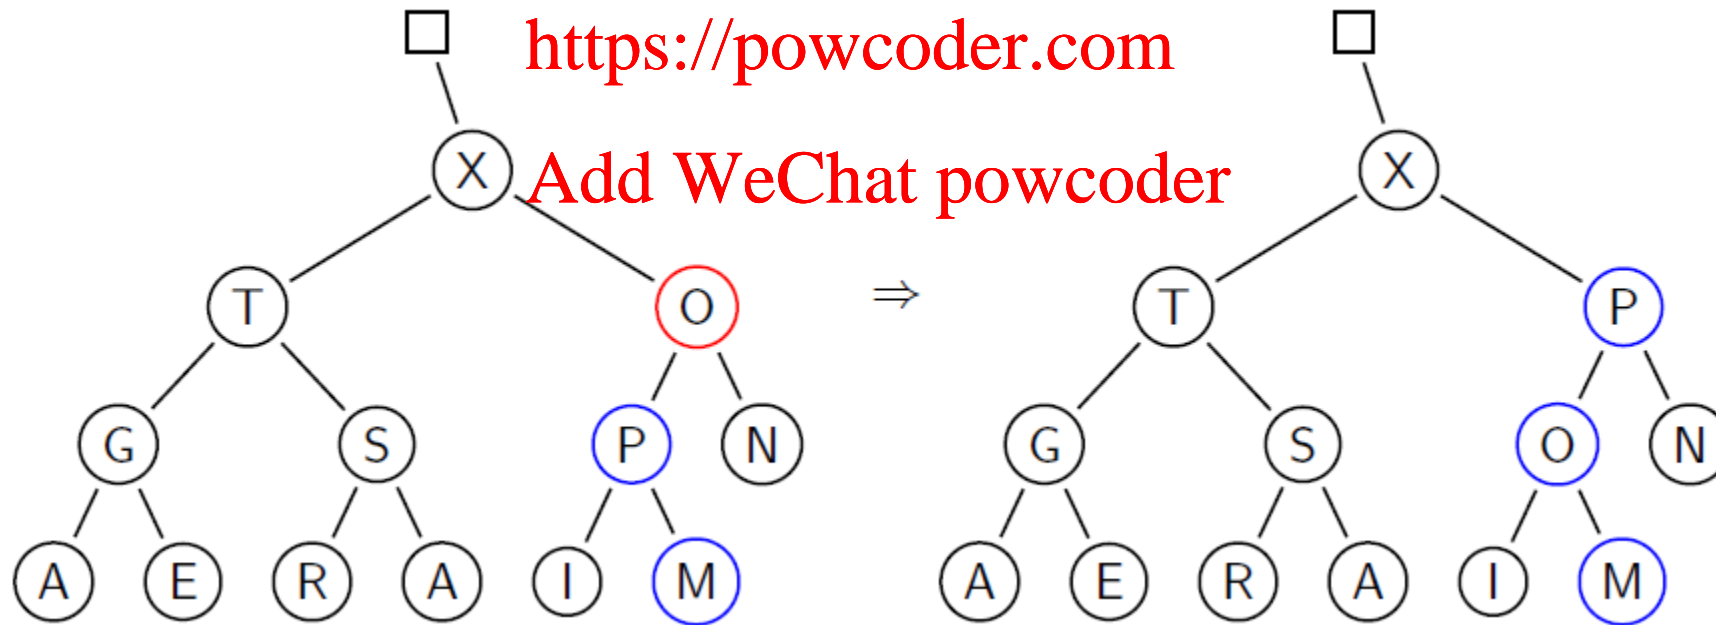 https://powcoder.com
Add WeChat powcoder
X X
T O ⇒ T P
G S P N G S O N
A E R A I M A E R A I M